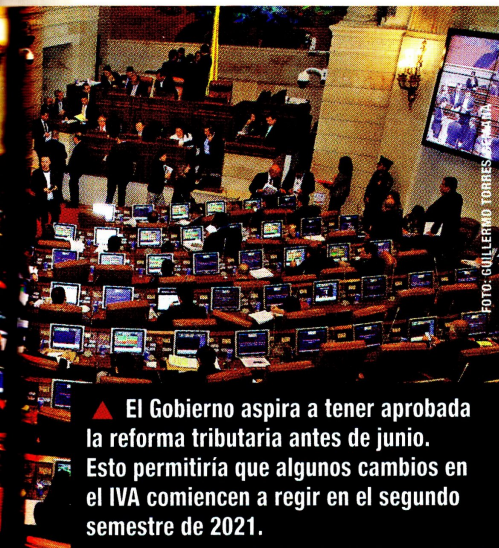 FOTO: GUILLERMO TORRES
El Gobierno aspira a tener aprobada
la reforma tributaria antes de junio.
Esto permitiría que algunos cambios en
el IVA comiencen a regir en el segundo
semestre de 2021.